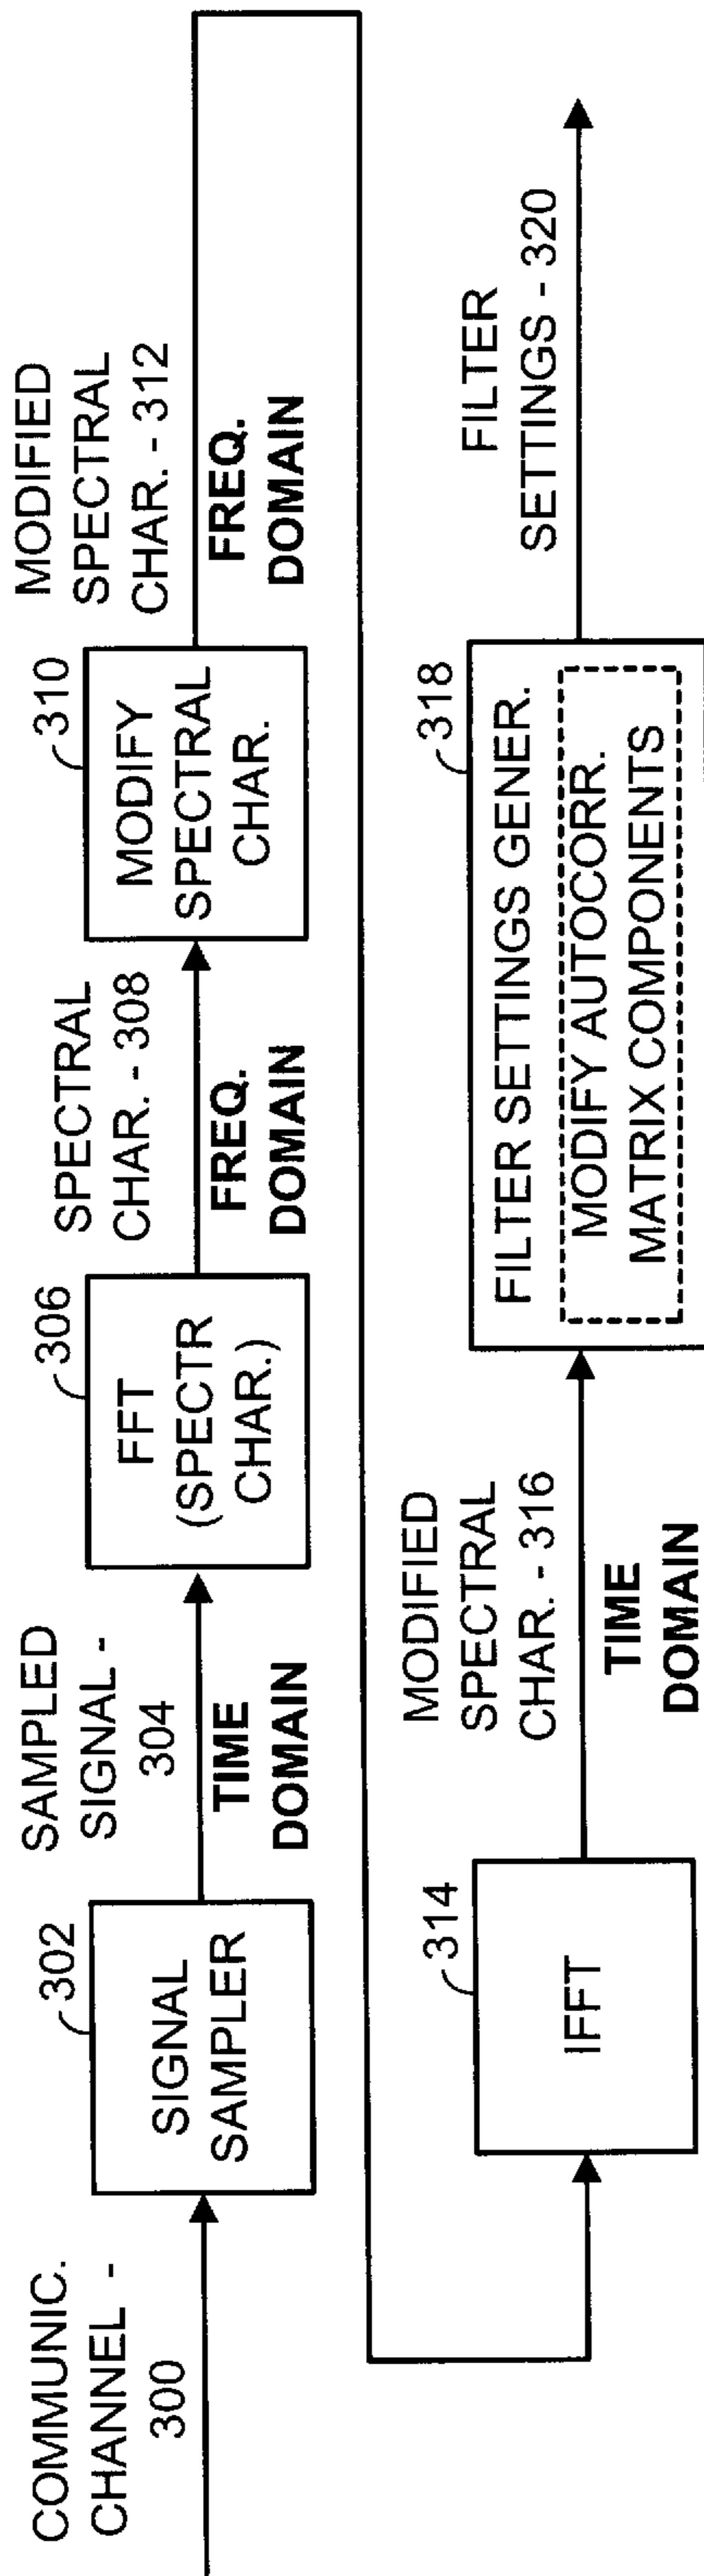 COMMUNIC.
CHANNEL -
300
302
SIGNAL
SAMPLER
SAMPLED
SIGNAL -
304
TIME
DOMAIN
306
FFT
(SPECTR
CHAR.)
SPECTRAL
CHAR. - 308
FREQ.
DOMAIN
310
MODIFY
SPECTRAL
CHAR.
MODIFIED
SPECTRAL
CHAR. - 312
FREQ.
DOMAIN
314
IFFT
MODIFIED
SPECTRAL
CHAR. - 316
TIME
DOMAIN
318
FILTER SETTINGS GENER.
MODIFY AUTOCORR.
MATRIX COMPONENTS
FILTER
SETTINGS - 320